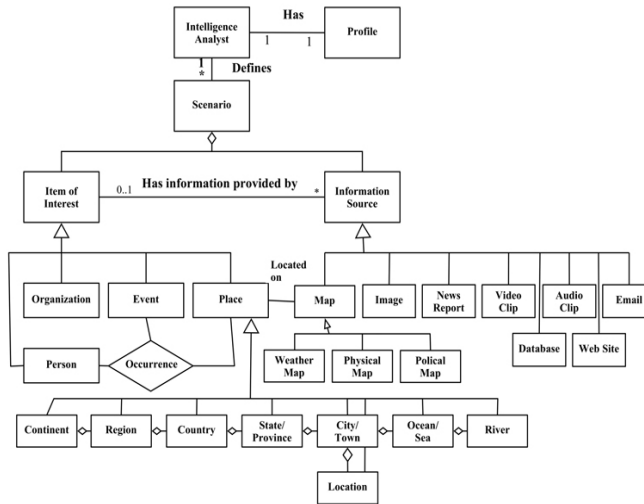 Intelligence
Analyst
Has
1
1
Profile
1
*
Defines
Scenario
Item of
Interest
0..1
Has information provided by
*
Information
Source
Located
on
Organization
Event
Place
Map
Image
News
Report
Video
Clip
Audio
Clip
Email
Person
Occurrence
Weather
Map
Physical
Map
Polical
Map
Database
Web Site
Continent
Region
Country
State/
Province
City/
Town
Ocean/
Sea
River
Location